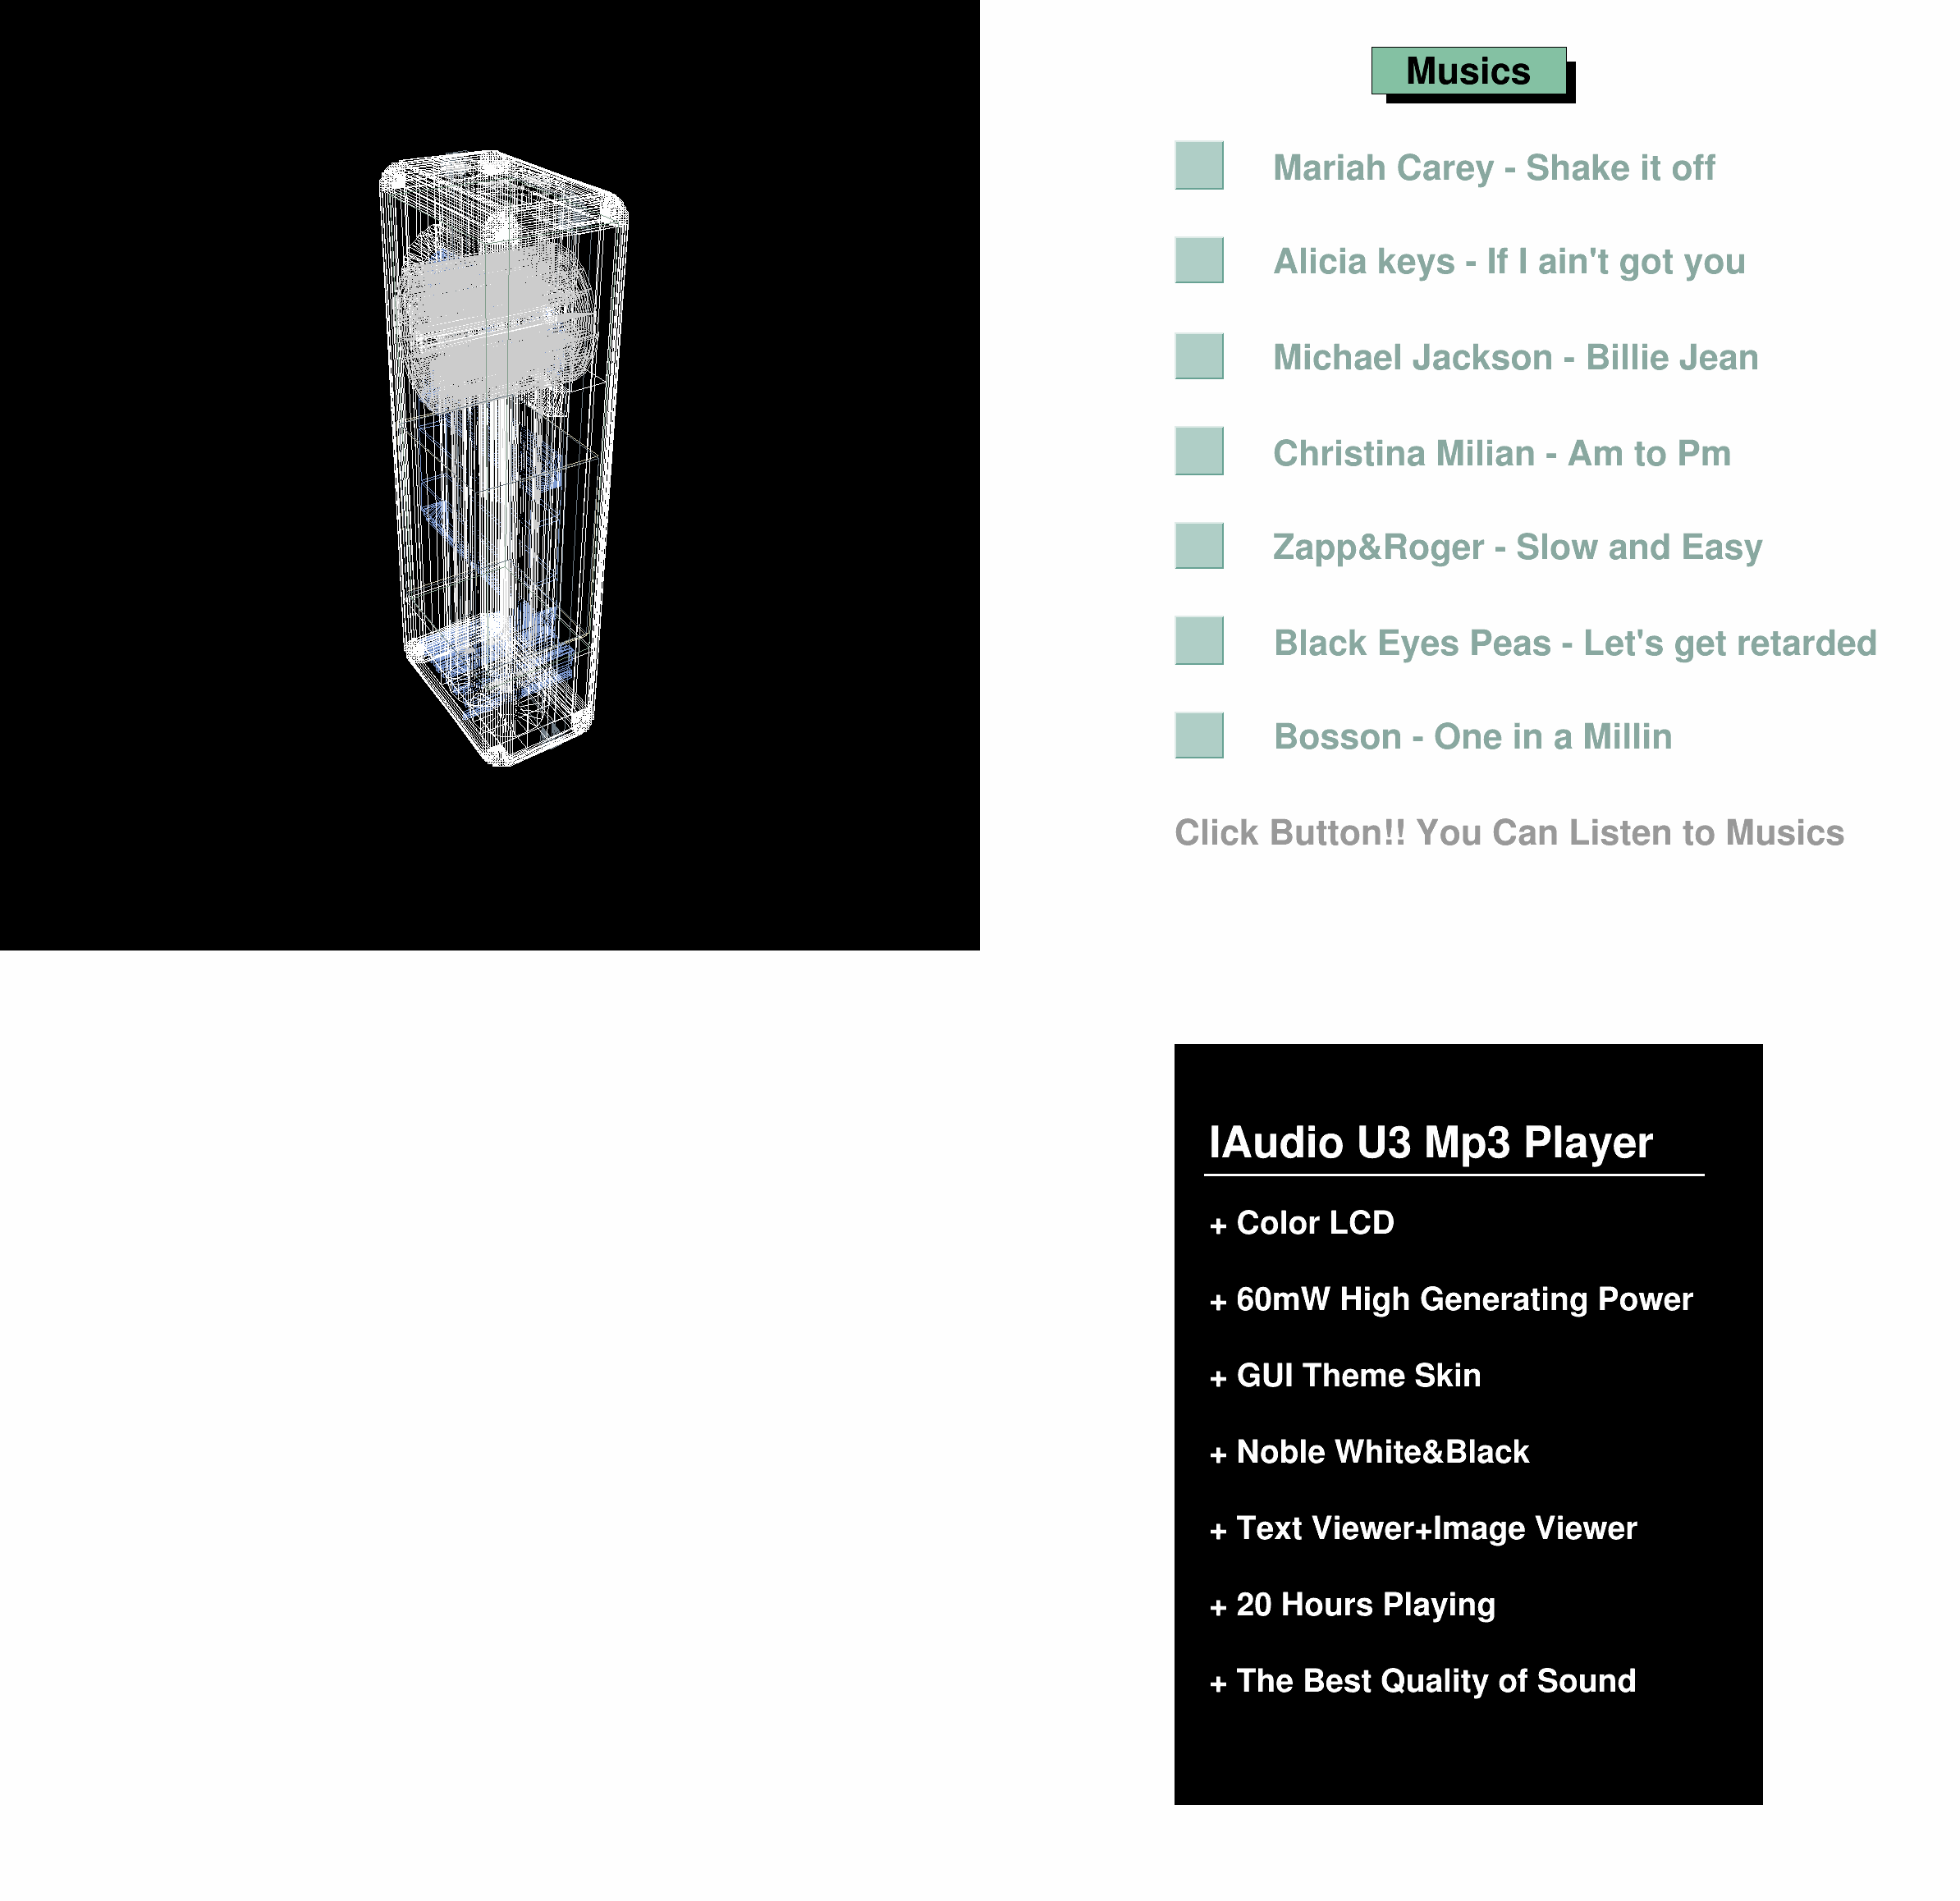 Musics
Mariah Carey - Shake it off
Alicia keys - If I ain't got you
Michael Jackson - Billie Jean
Christina Milian - Am to Pm
Zapp&Roger - Slow and Easy
Black Eyes Peas - Let's get retarded
Bosson - One in a Millin
Click Button!! You Can Listen to Musics
IAudio U3 Mp3 Player
+ Color LCD
+ 60mW High Generating Power
+ GUI Theme Skin
+ Noble White&Black
+ Text Viewer+Image Viewer
+ 20 Hours Playing
+ The Best Quality of Sound